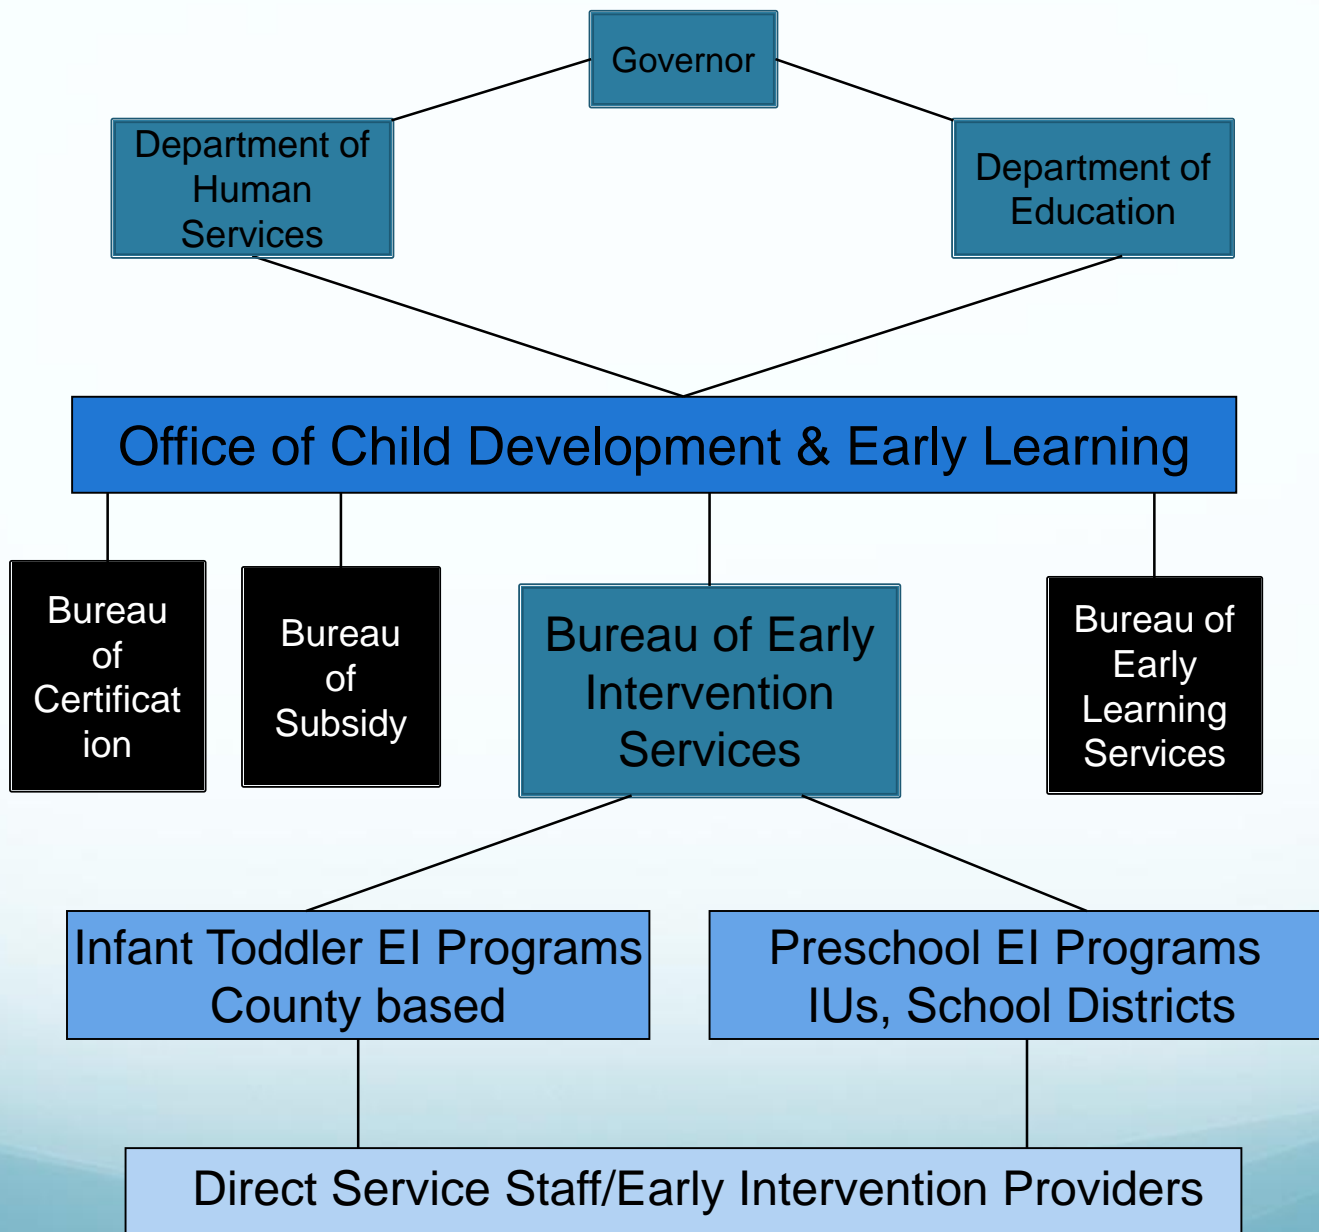 Governor
Department of
Human
Services
Department of
Education
Office of Child Development & Early Learning
Bureau
of
Certificat
ion
Bureau
of
Subsidy
Bureau of Early
Intervention
Services
Bureau of
Early
Learning
Services
Infant Toddler EI Programs
County based
Preschool EI Programs
IUs, School Districts
Direct Service Staff/Early Intervention Providers